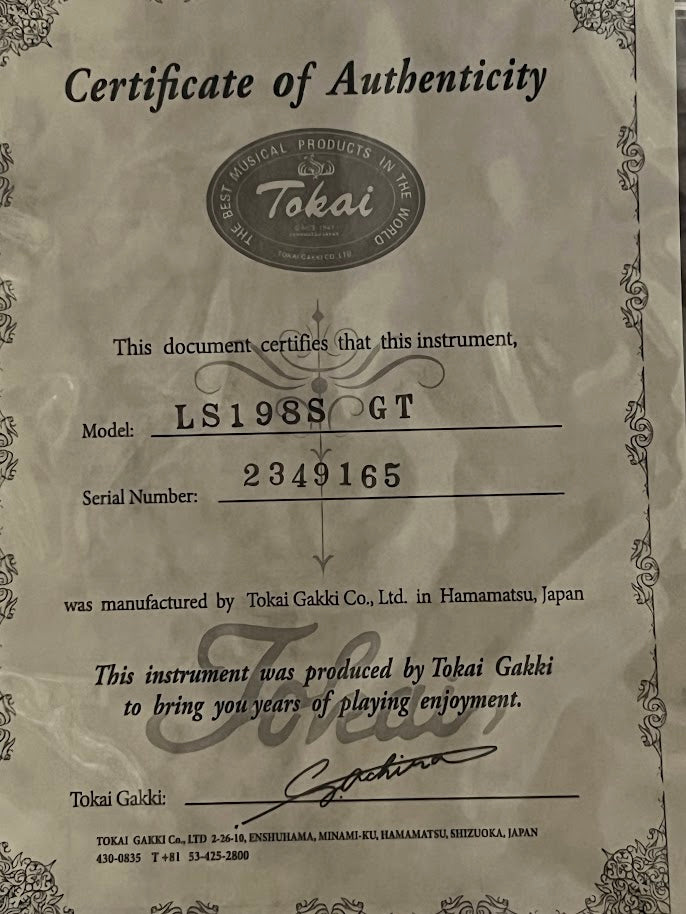 Certificate of Authenticity
THE BEST MUSICAL PRODUCTS IN THE WORLD
Tokai
TOKAI GAKKI CO. LTD
This document certifies that this instrument,
Model: LS198S GT
Serial Number: 2349165
was manufactured by Tokai Gakki Co., Ltd. in Hamamatsu, Japan
Tokai
This instrument was produced by Tokai Gakki
to bring you years of playing enjoyment.
Tokai Gakki:
TOKAI GAKKI Co., LTD 2-26-10, ENSHUHAMA, MINAMI-KU, HAMAMATSU, SHIZUOKA, JAPAN
430-0835 T +81 53-425-2800